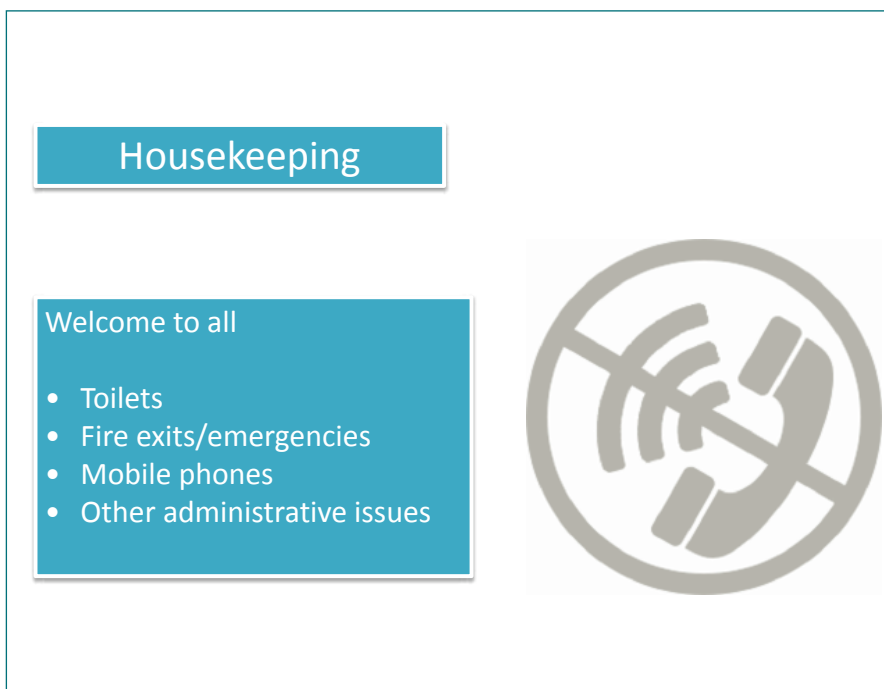 Housekeeping
Welcome to all
• Toilets
• Fire exits/emergencies
• Mobile phones
• Other administrative issues